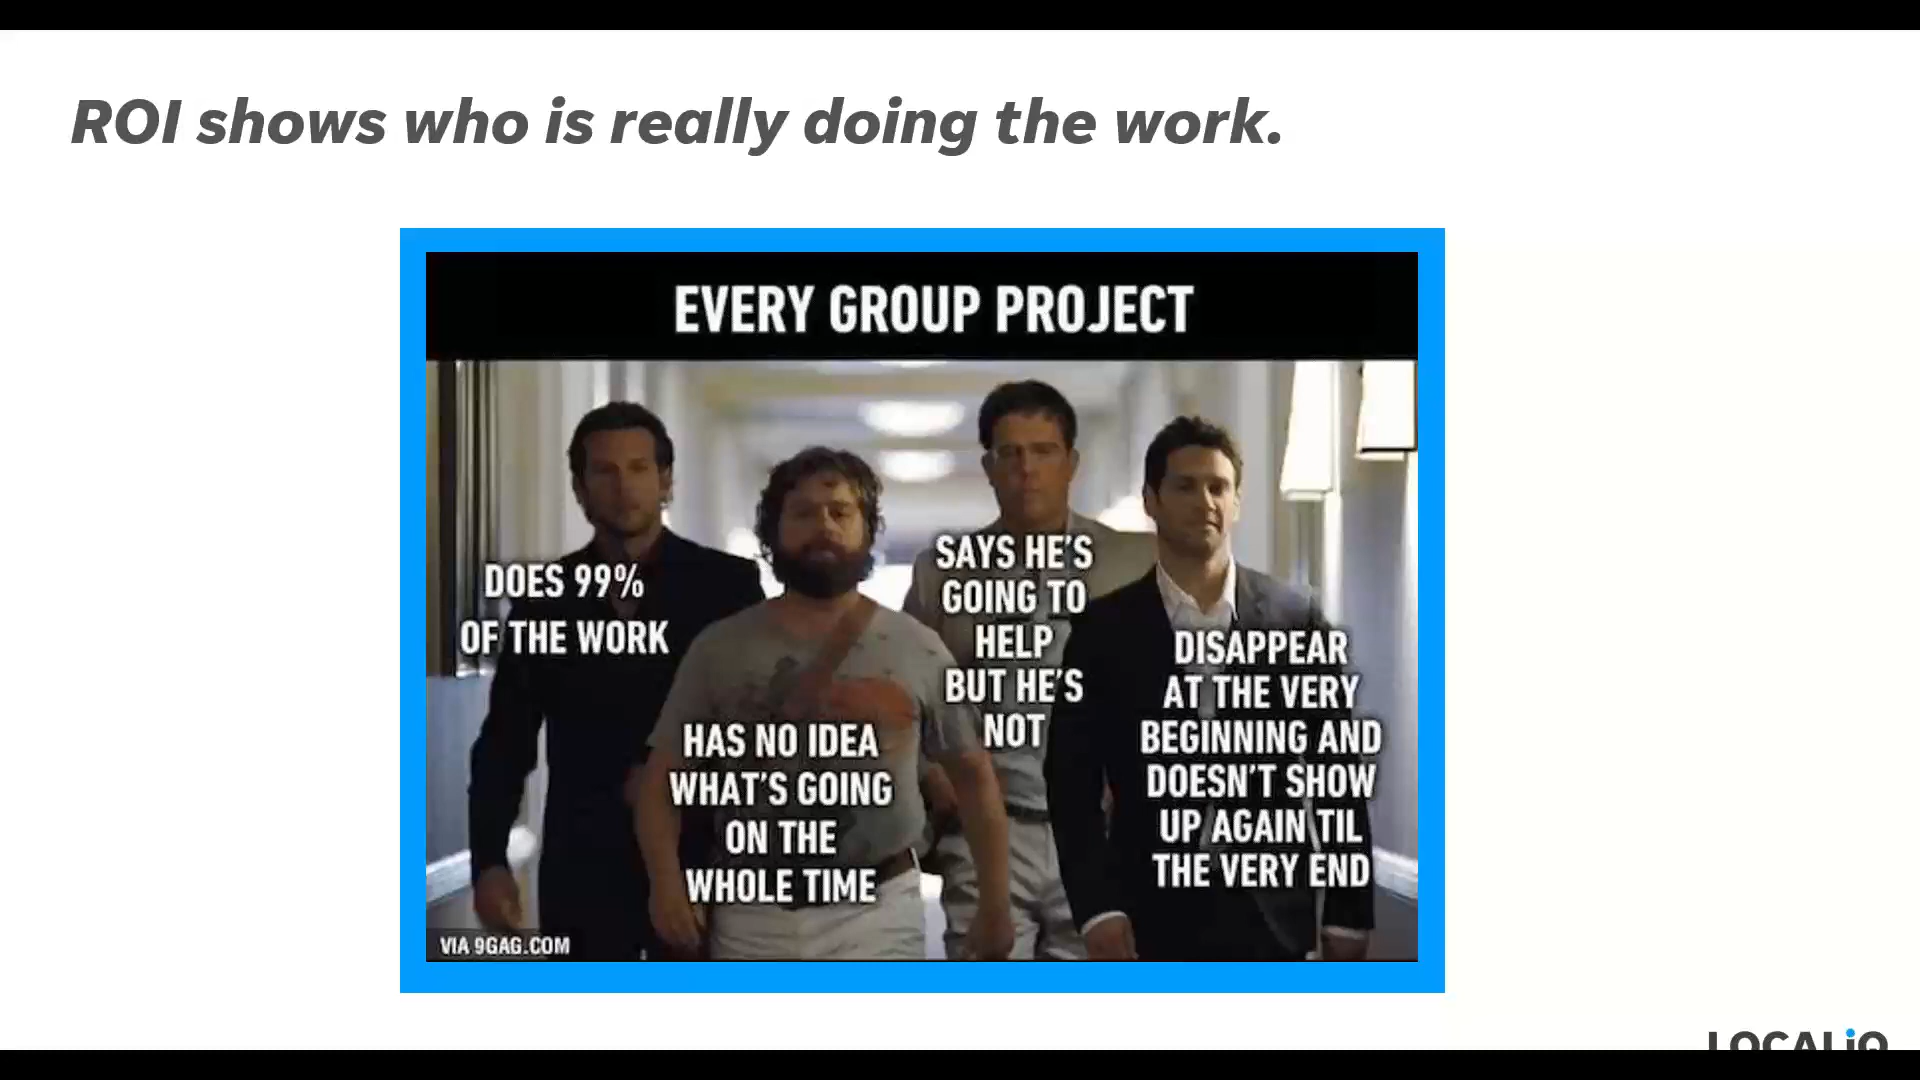 ROI shows who is really doing the work.
EVERY GROUP PROJECT
DOES 99%
OF THE WORK
HAS NO IDEA
WHAT'S GOING
ON THE
WHOLE TIME
SAYS HE'S
GOING TO
HELP
BUT HE'S
NOT
DISAPPEAR
AT THE VERY
BEGINNING AND
DOESN'T SHOW
UP AGAIN TIL
THE VERY END
VIA 9GAG.COM
LOCALiQ